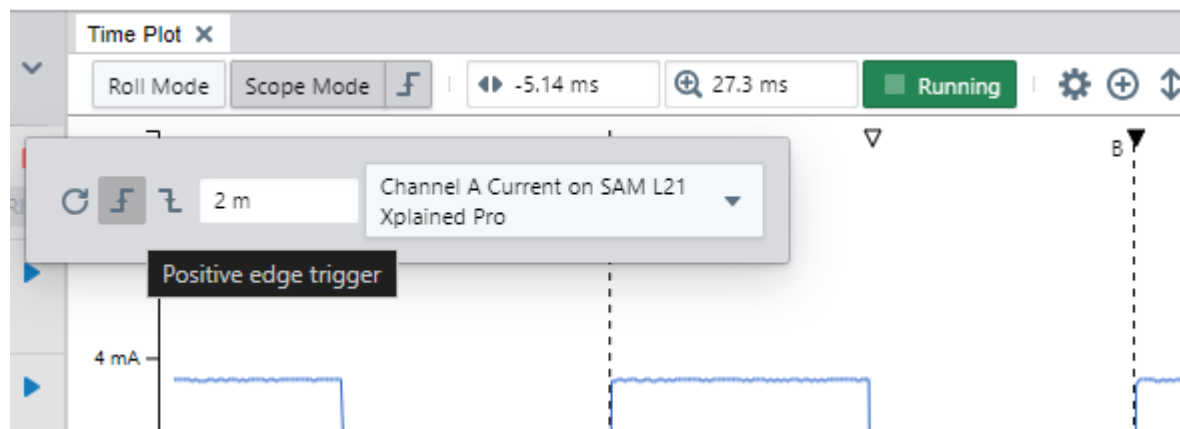 Time Plot
Roll Mode
Scope Mode
-5.14 ms
27.3 ms
Running
B
2 m
Channel A Current on SAM L21
Xplained Pro
Positive edge trigger
4 mA